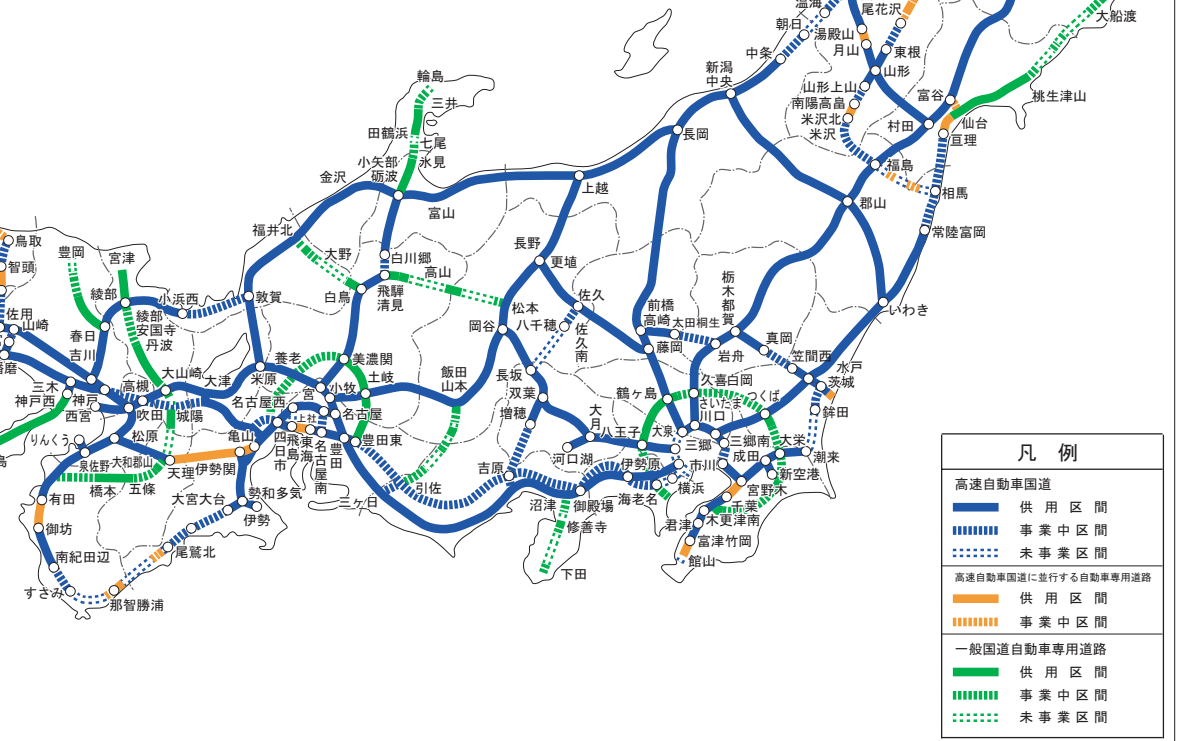 温海
尾花沢
朝日
大船渡
湯殿山
月山
東根
中条
新潟
中央
山形
輪島
山形上山
三井
南陽高畠
富谷
桃生津山
米沢北
村田
仙台
米沢
亘理
田鶴浜
長岡
七尾
小矢部
砺波
氷見
福島
金沢
上越
相馬
富山
郡山
福井北
常陸富岡
鳥取
豊岡
宮津
大野
長野
更埴
智頭
白川郷
高山
栃木都賀
綾部
小浜西
敦賀
白鳥
飛騨
清見
松本
佐久
いわき
佐用
山崎
綾部
安国寺
丹波
岡谷
八千穂
佐久南
前橋
高崎
太田桐生
春日
真岡
吉川
養老
美濃関
藤岡
岩舟
笠間西
水戸
播磨
大山崎
大津
米原
飯田
山本
長坂
茨城
三木
高槻
宮
小牧
土岐
双葉
鶴ヶ島
久喜白岡
神戸西
神戸
名古屋西
さいたま
つくば
西宮
吹田
城陽
名古屋
増穂
川口
鉾田
上社
大月
りんくう
松原
亀山
四日市
飛島
東海
名古屋南
豊田
豊田東
八王子
大泉
三郷
三郷南
大栄
泉佐野
大和郡山
天理
伊勢関
河口湖
成田
潮来
吉原
伊勢原
市川
新空港
橋本
五條
引佐
横浜
宮野木
有田
大宮大台
勢和多気
三ヶ日
沼津
御殿場
海老名
千葉
伊勢
修善寺
君津
木更津南
御坊
富津竹岡
尾鷲北
南紀田辺
下田
館山
すさみ
那智勝浦
凡 例
高速自動車国道
供用区間
事業中区間
未事業区間
高速自動車国道に並行する自動車専用道路
供用区間
事業中区間
一般国道自動車専用道路
供用区間
事業中区間
未事業区間